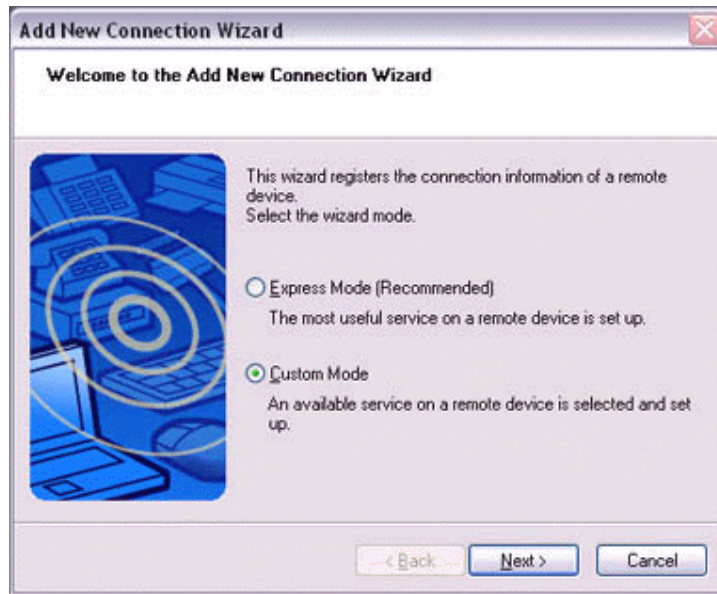 Add New Connection Wizard
Welcome to the Add New Connection Wizard
This wizard registers the connection information of a remote
device.
Select the wizard mode.
Express Mode (Recommended)
The most useful service on a remote device is set up.
Custom Mode
An available service on a remote device is selected and set
up.
< Back Next > Cancel